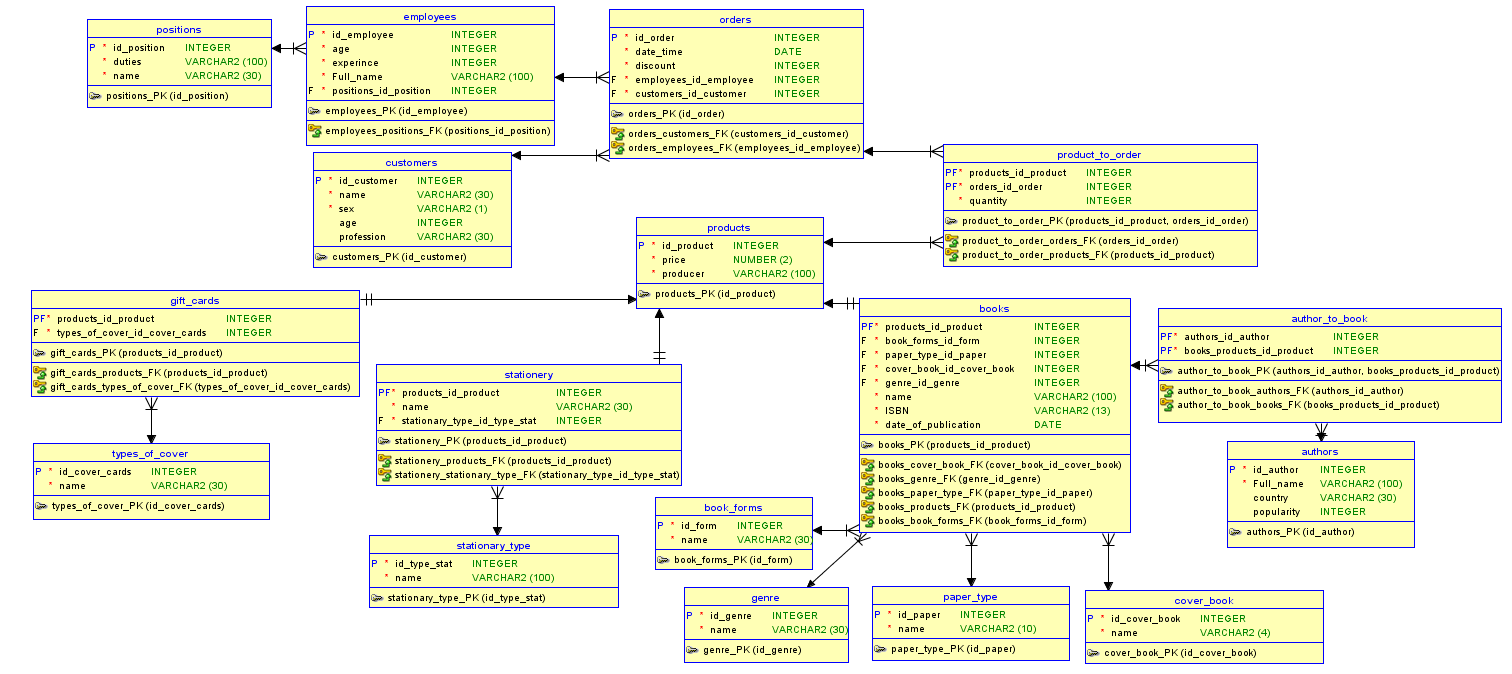 positions
P * id_position INTEGER
* duties VARCHAR2 (100)
* name VARCHAR2 (30)
positions_PK (id_position)
employees
P * id_employee INTEGER
* age INTEGER
* experince INTEGER
* Full_name VARCHAR2 (100)
F * positions_id_position INTEGER
employees_PK (id_employee)
employees_positions_FK (positions_id_position)
orders
P * id_order INTEGER
* date_time DATE
* discount INTEGER
F * employees_id_employee INTEGER
F * customers_id_customer INTEGER
orders_PK (id_order)
orders_customers_FK (customers_id_customer)
orders_employees_FK (employees_id_employee)
customers
P * id_customer INTEGER
* name VARCHAR2 (30)
* sex VARCHAR2 (1)
age INTEGER
profession VARCHAR2 (30)
customers_PK (id_customer)
product_to_order
PF* products_id_product INTEGER
PF* orders_id_order INTEGER
* quantity INTEGER
product_to_order_PK (products_id_product, orders_id_order)
product_to_order_orders_FK (orders_id_order)
product_to_order_products_FK (products_id_product)
products
P * id_product INTEGER
* price NUMBER (2)
* producer VARCHAR2 (100)
products_PK (id_product)
gift_cards
PF* products_id_product INTEGER
F * types_of_cover_id_cover_cards INTEGER
gift_cards_PK (products_id_product)
gift_cards_products_FK (products_id_product)
gift_cards_types_of_cover_FK (types_of_cover_id_cover_cards)
books
PF* products_id_product INTEGER
F * book_forms_id_form INTEGER
F * paper_type_id_paper INTEGER
F * cover_book_id_cover_book INTEGER
F * genre_id_genre INTEGER
* name VARCHAR2 (100)
* ISBN VARCHAR2 (13)
* date_of_publication DATE
books_PK (products_id_product)
books_cover_book_FK (cover_book_id_cover_book)
books_genre_FK (genre_id_genre)
books_paper_type_FK (paper_type_id_paper)
books_products_FK (products_id_product)
books_book_forms_FK (book_forms_id_form)
author_to_book
PF* authors_id_author INTEGER
PF* books_products_id_product INTEGER
author_to_book_PK (authors_id_author, books_products_id_product)
author_to_book_authors_FK (authors_id_author)
author_to_book_books_FK (books_products_id_product)
stationery
PF* products_id_product INTEGER
* name VARCHAR2 (30)
F * stationary_type_id_type_stat INTEGER
stationery_PK (products_id_product)
stationery_products_FK (products_id_product)
stationery_stationary_type_FK (stationary_type_id_type_stat)
types_of_cover
P * id_cover_cards INTEGER
* name VARCHAR2 (30)
types_of_cover_PK (id_cover_cards)
authors
P * id_author INTEGER
* Full_name VARCHAR2 (100)
country VARCHAR2 (30)
popularity INTEGER
authors_PK (id_author)
book_forms
P * id_form INTEGER
* name VARCHAR2 (30)
book_forms_PK (id_form)
stationary_type
P * id_type_stat INTEGER
* name VARCHAR2 (100)
stationary_type_PK (id_type_stat)
genre
P * id_genre INTEGER
* name VARCHAR2 (30)
genre_PK (id_genre)
paper_type
P * id_paper INTEGER
* name VARCHAR2 (10)
paper_type_PK (id_paper)
cover_book
P * id_cover_book INTEGER
* name VARCHAR2 (4)
cover_book_PK (id_cover_book)